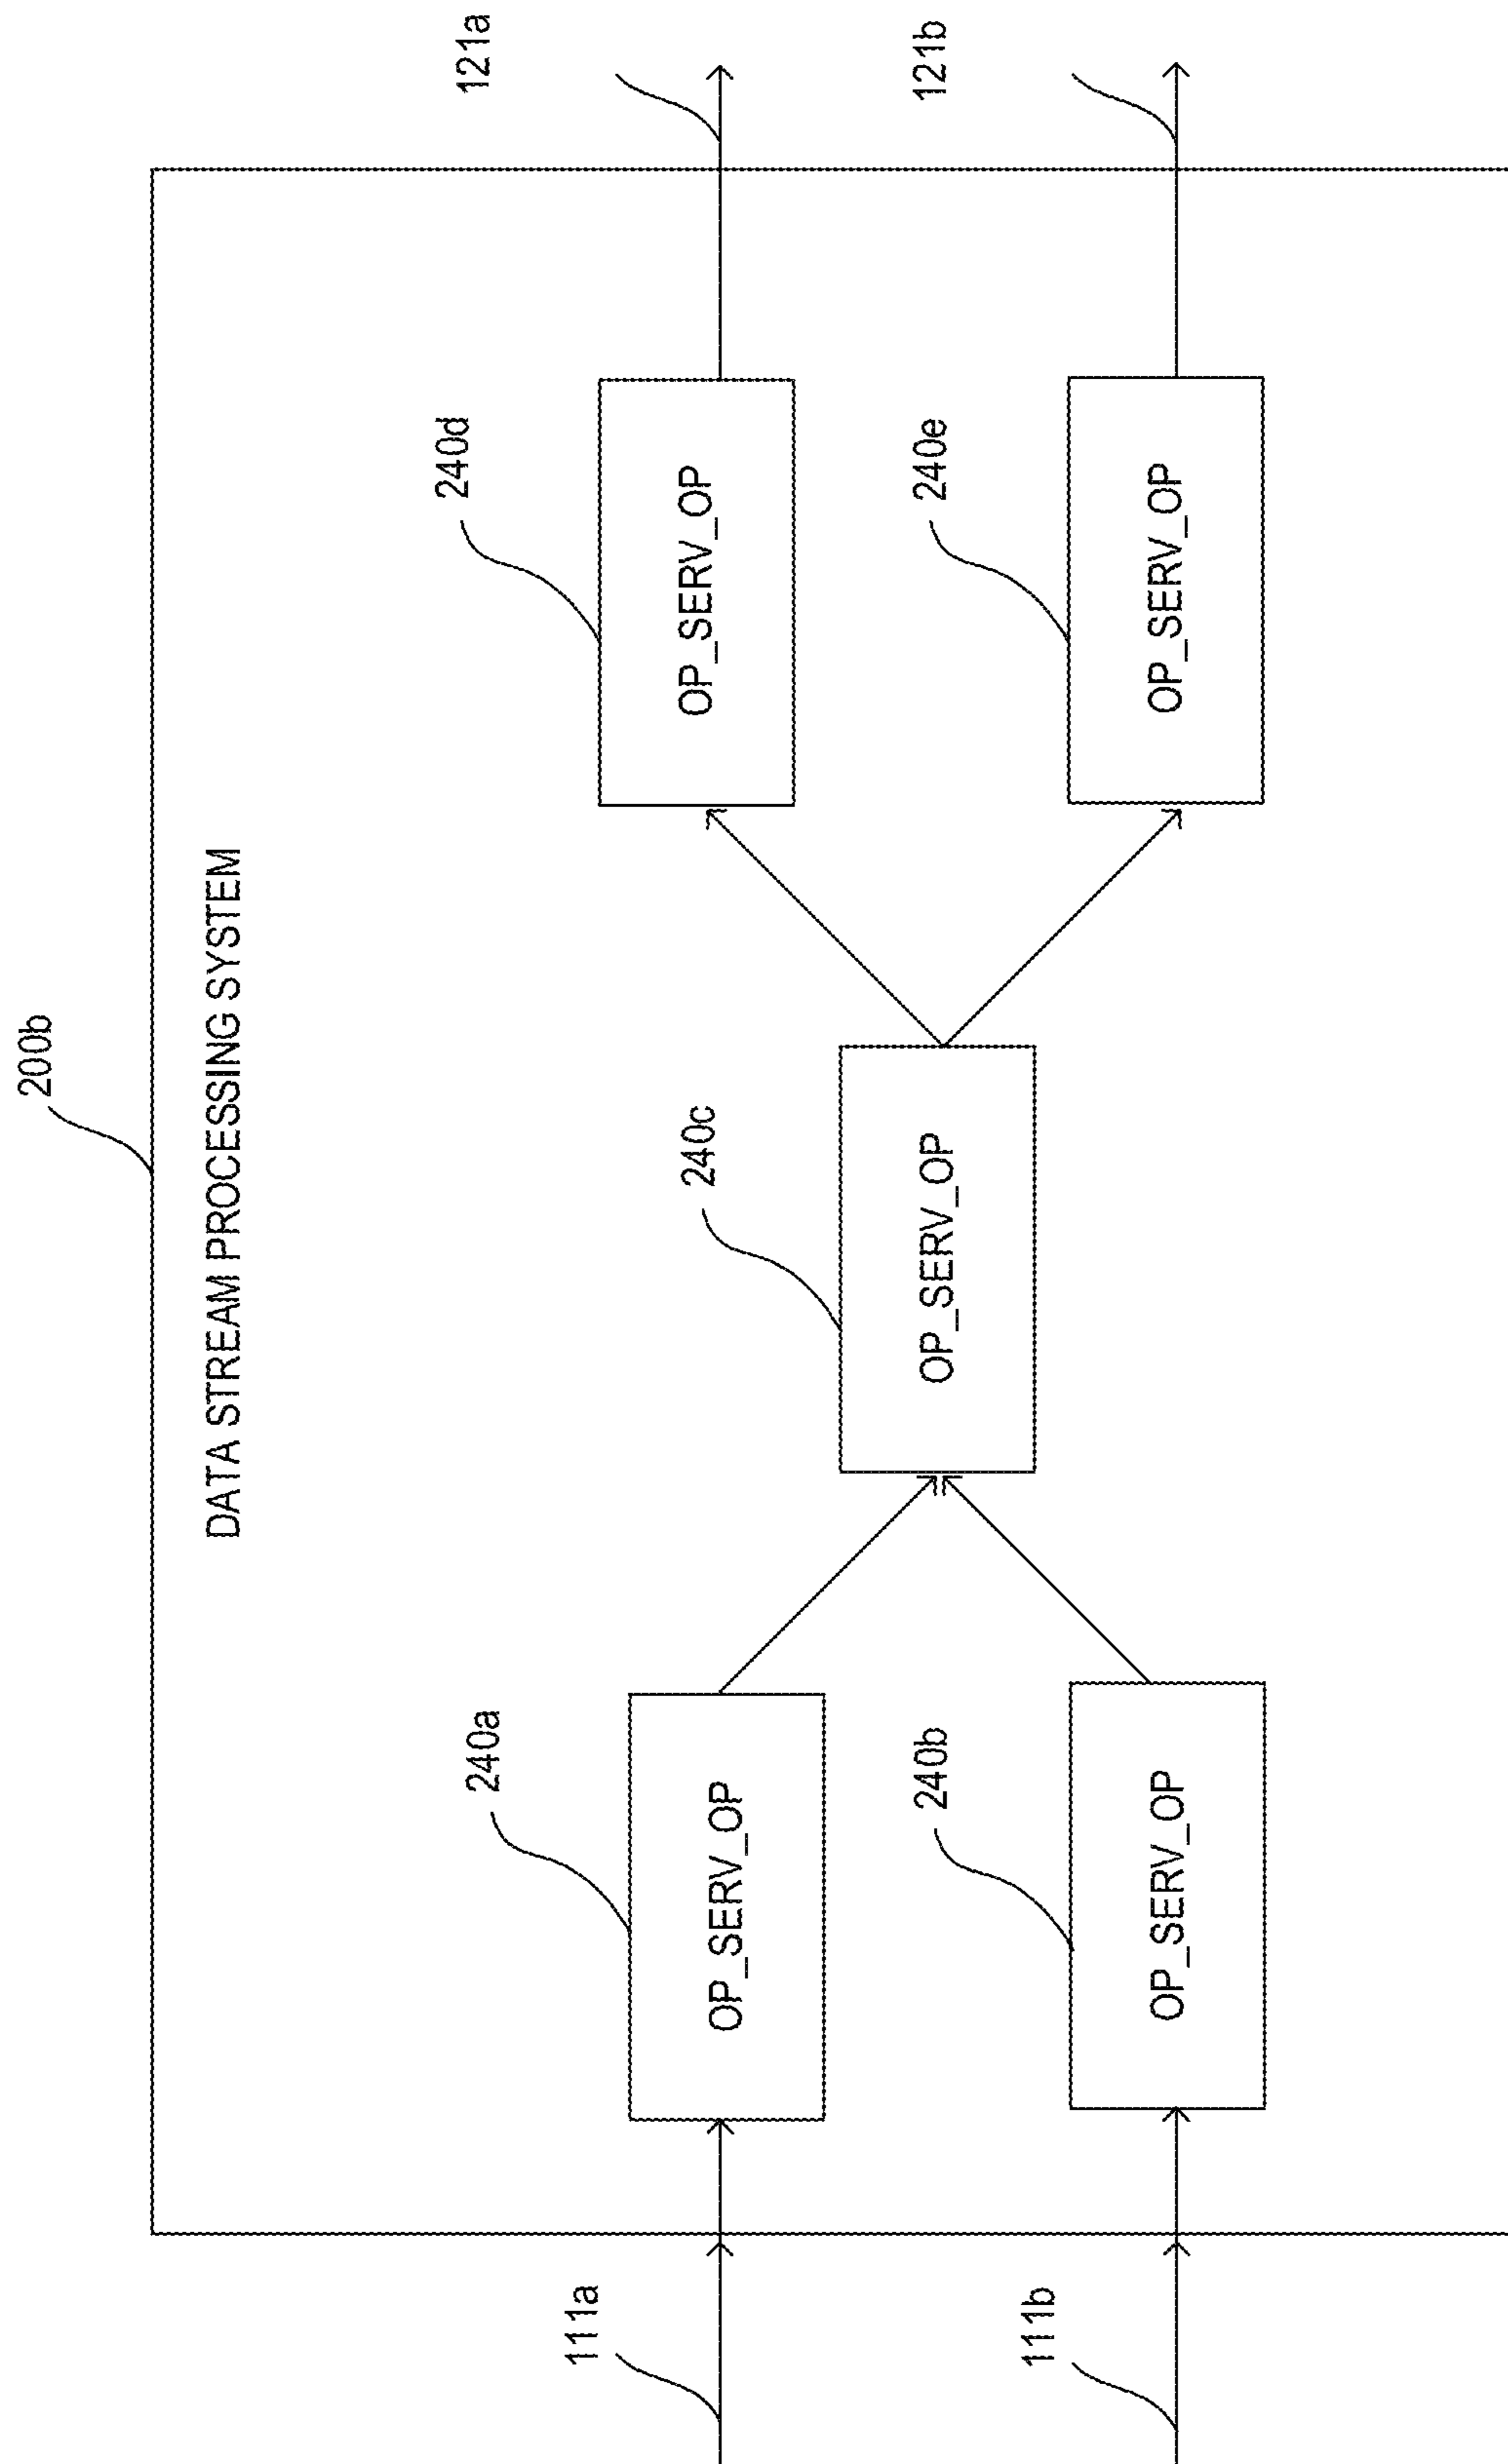 200b
DATA STREAM PROCESSING SYSTEM
111a
240a
OP_SERV_OP
240c
OP_SERV_OP
240d
OP_SERV_OP
121a
111b
240b
OP_SERV_OP
240e
OP_SERV_OP
121b